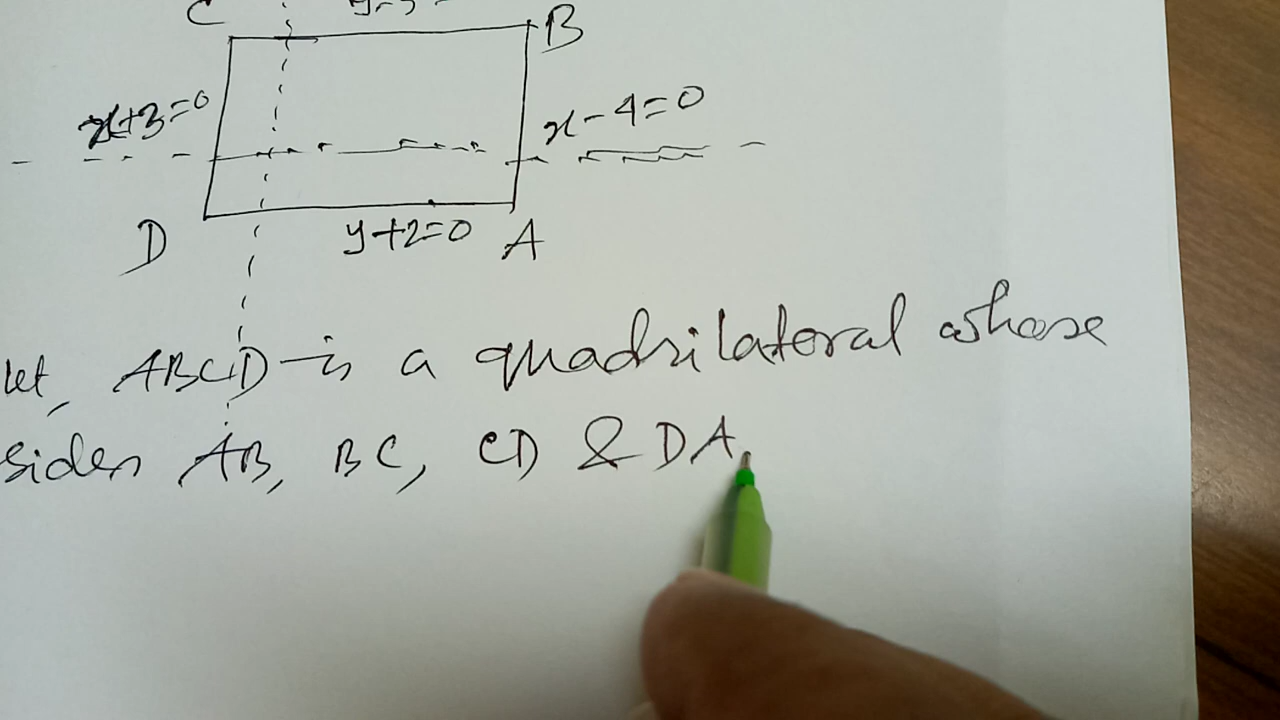 C
B
x+3=0
x-4=0
D
y+2=0
A
let, ABCD is a quadrilateral whose
sides AB, BC, CD & DA,